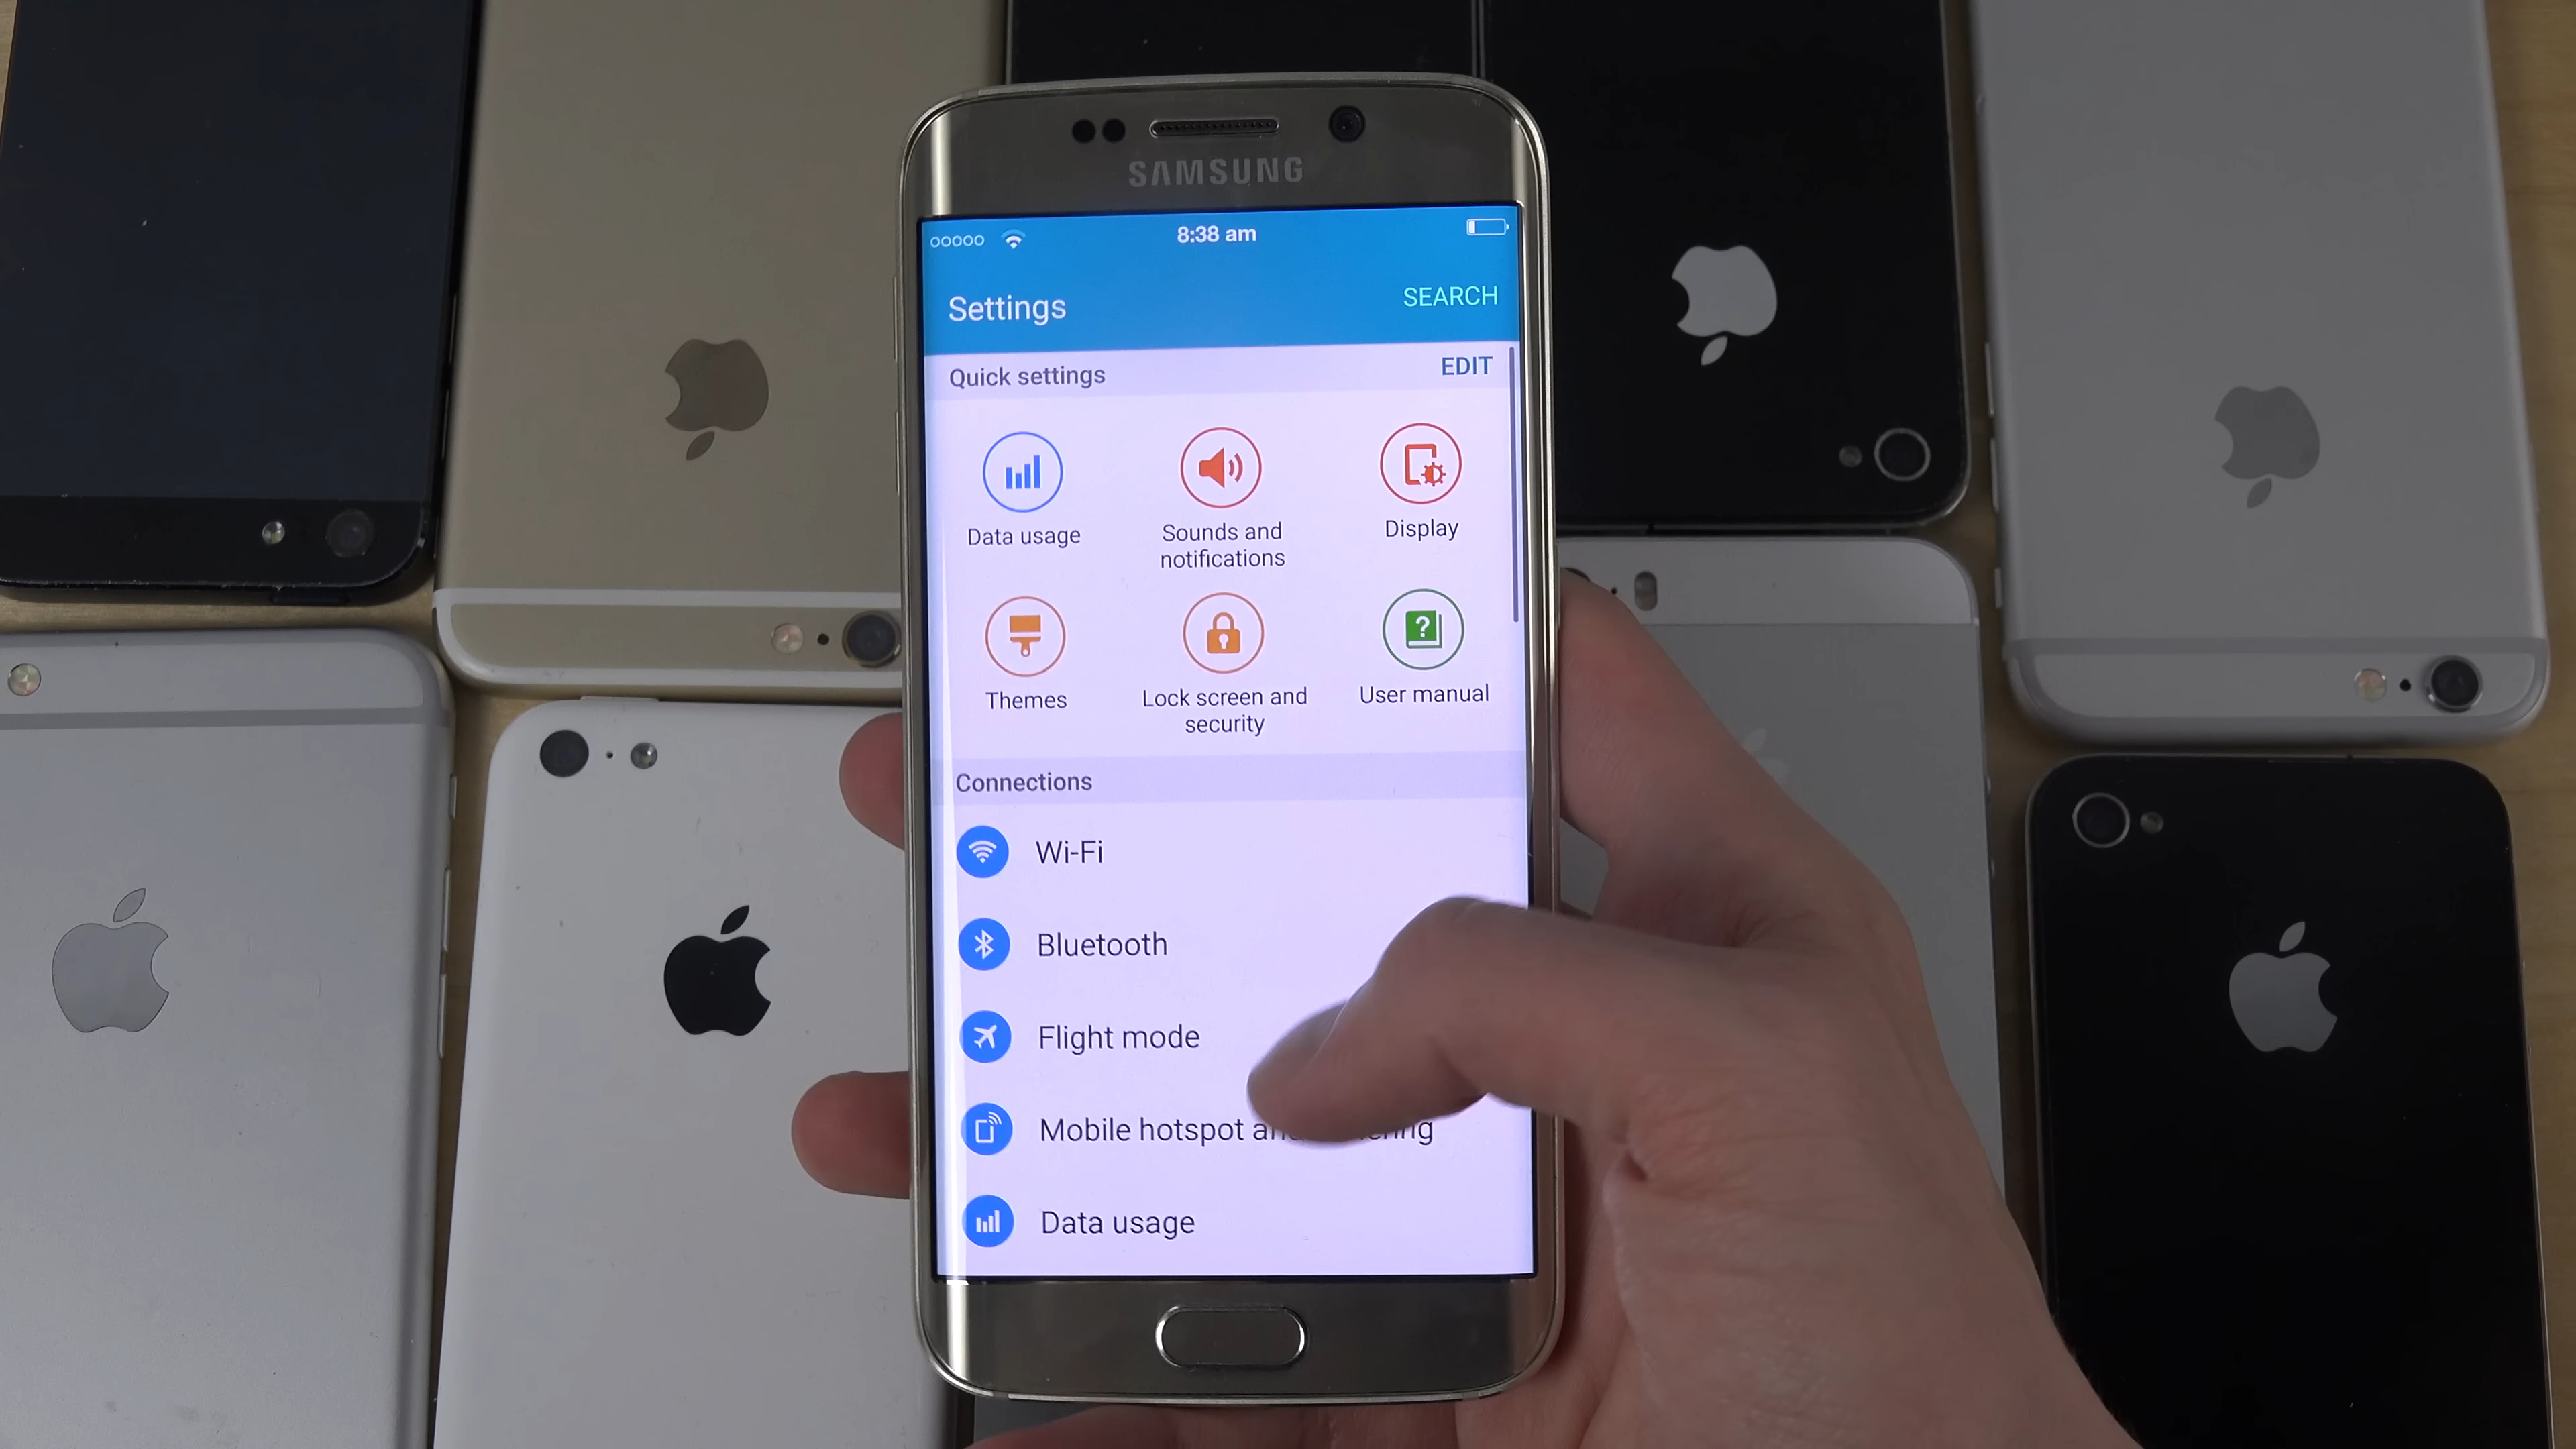 SAMSUNG
8:38 am
Settings
SEARCH
Quick settings
EDIT
Data usage
Sounds and
notifications
Display
Themes
Lock screen and
security
User manual
Connections
Wi-Fi
Bluetooth
Flight mode
Mobile hotspot
Data usage